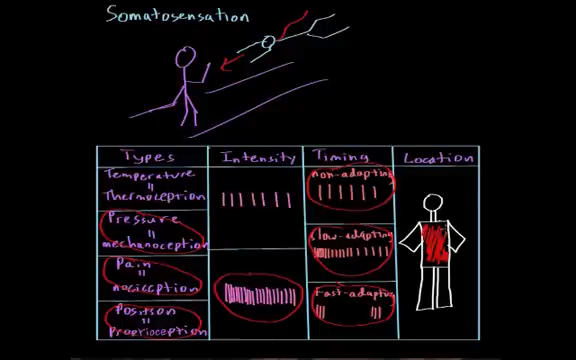 Somatosensation
Types Intensity Timing Location
Temperature
Thermoception
Pressure
mechanoception
Pain
nociception
Position
Proprioception
non-adapting
slow-adapting
Fast-adapting